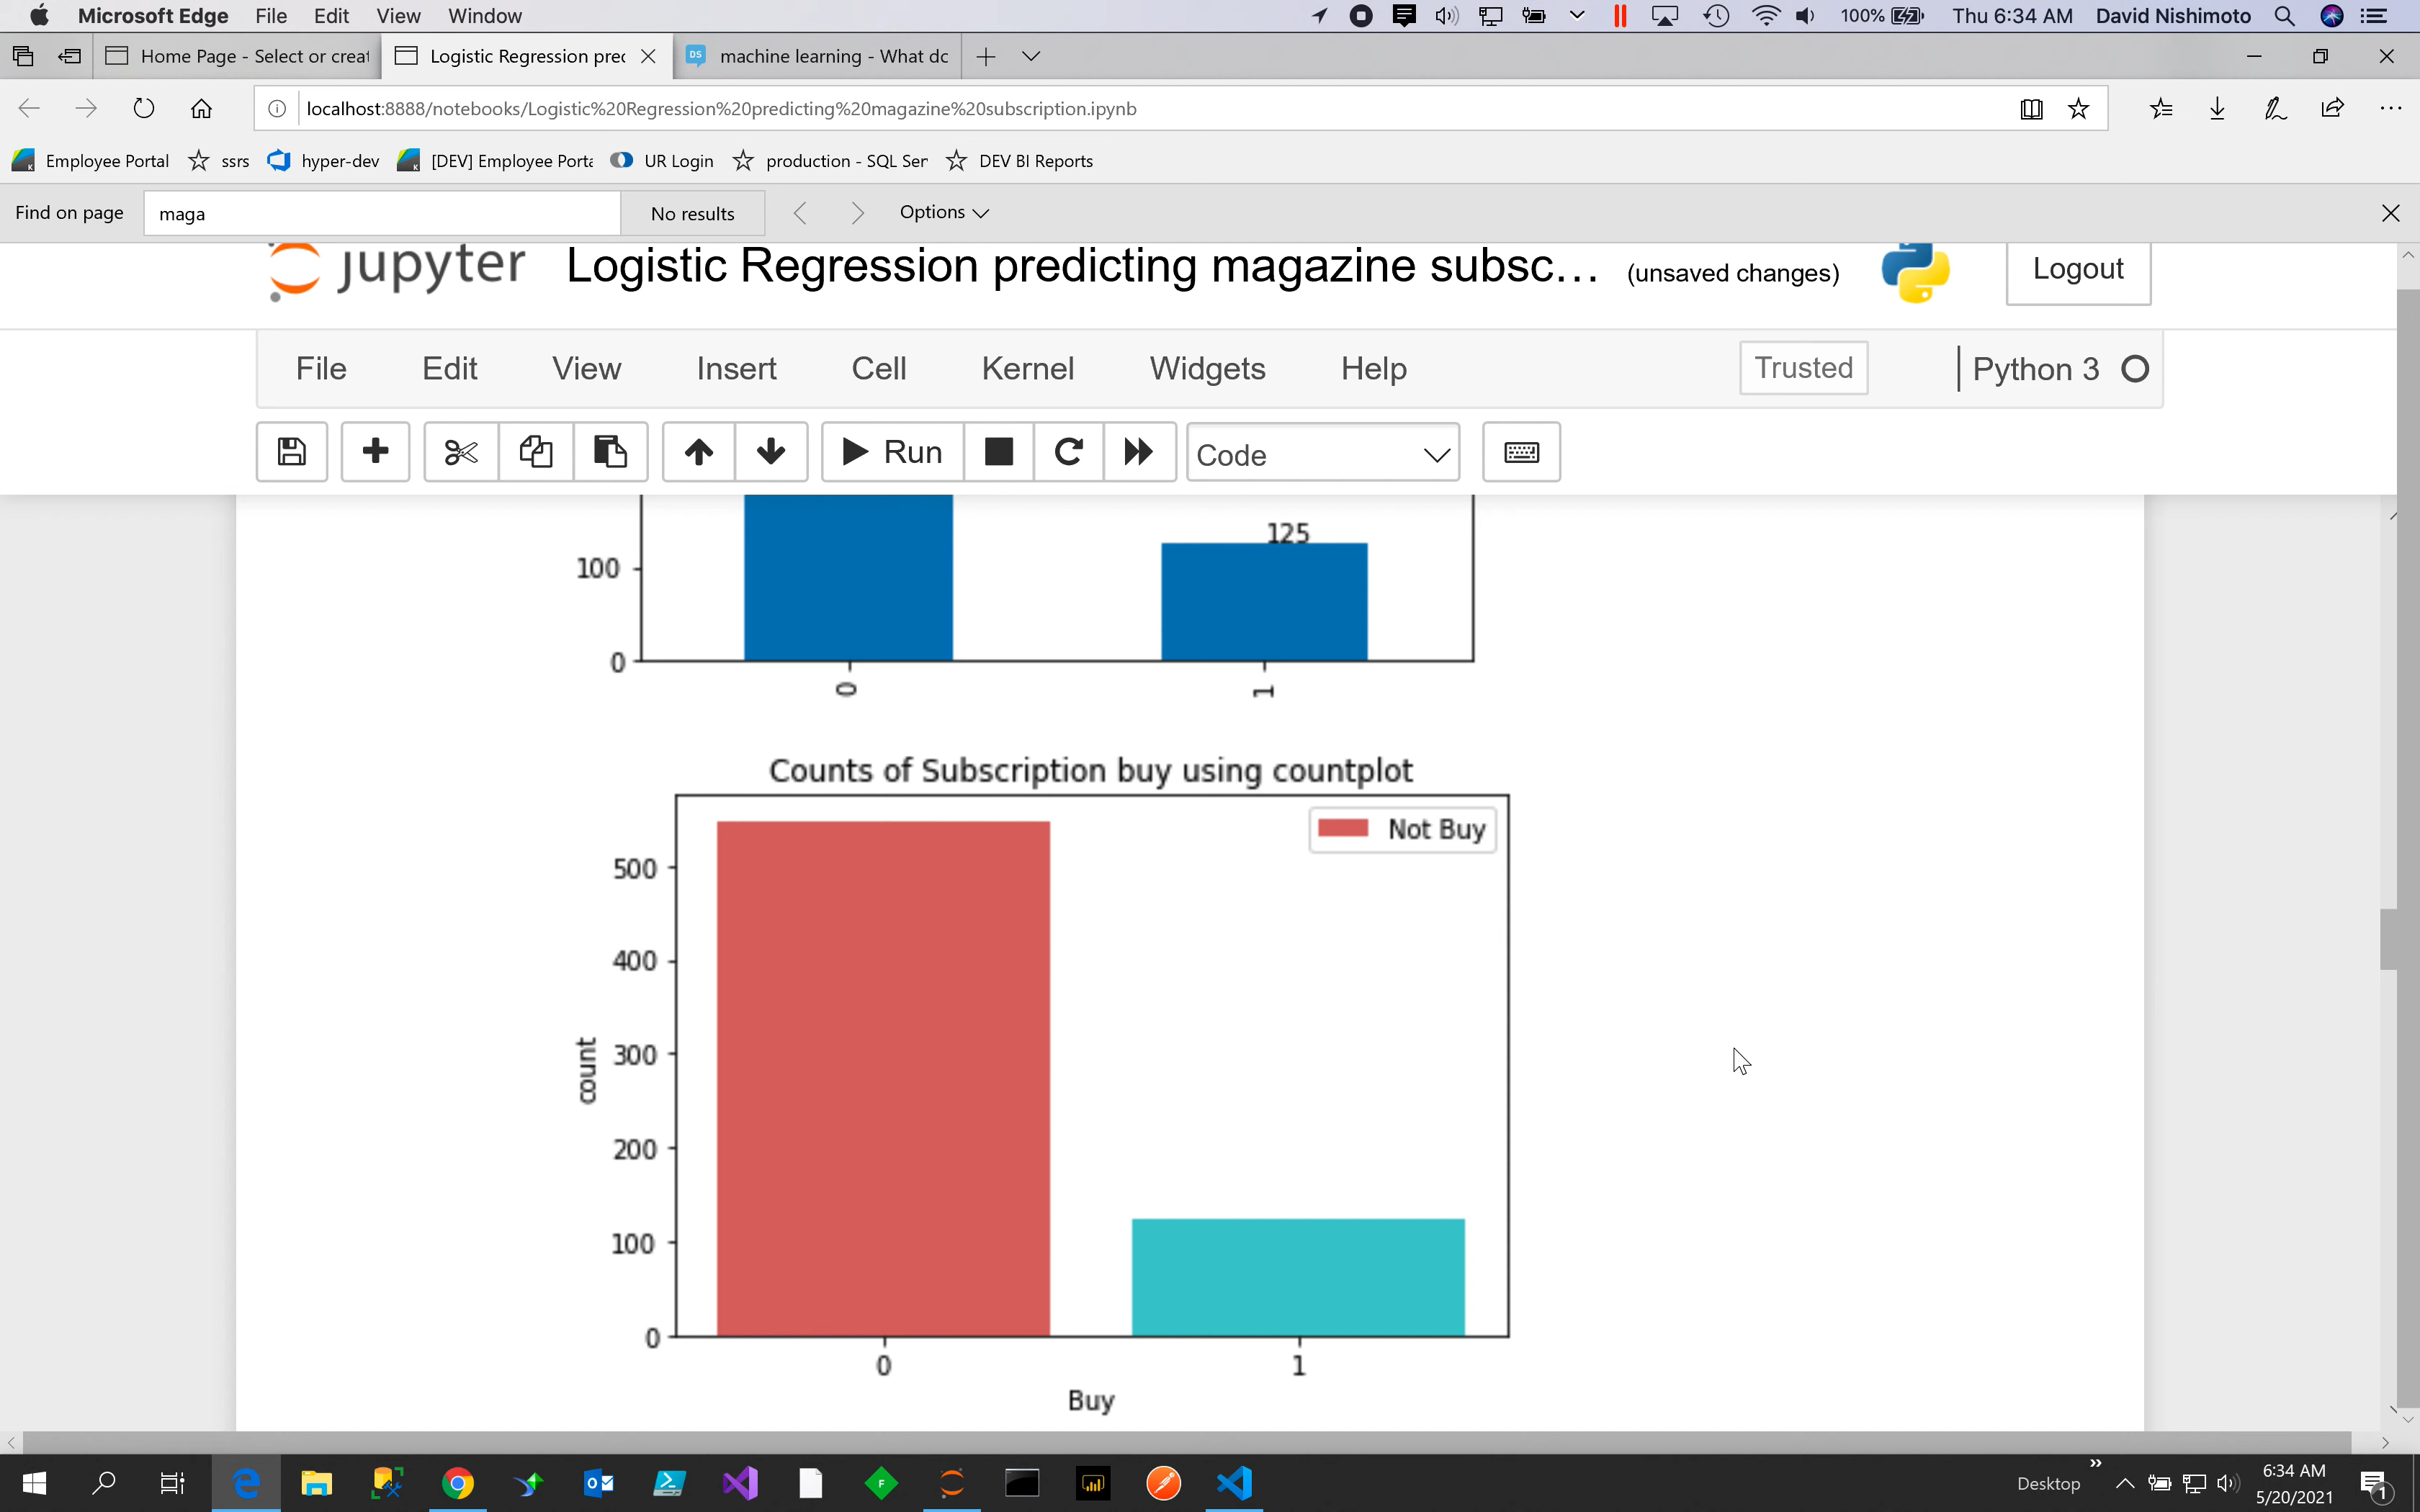 Microsoft Edge File Edit View Window 100% Thu 6:34 AM David Nishimoto
Home Page - Select or creat Logistic Regression prec DS machine learning - What dc
localhost:8888/notebooks/Logistic%20Regression%20predicting%20magazine%20subscription.ipynb
Employee Portal ssrs hyper-dev [DEV] Employee Porta UR Login production - SQL Ser DEV BI Reports
Find on page maga No results Options
jupyter Logistic Regression predicting magazine subsc... (unsaved changes) Logout
File Edit View Insert Cell Kernel Widgets Help Trusted Python 3
Run Code
125
100
0
0 1
Counts of Subscription buy using countplot
Not Buy
500
400
300
200
100
0
count
0 1
Buy
Desktop 6:34 AM
5/20/2021
1